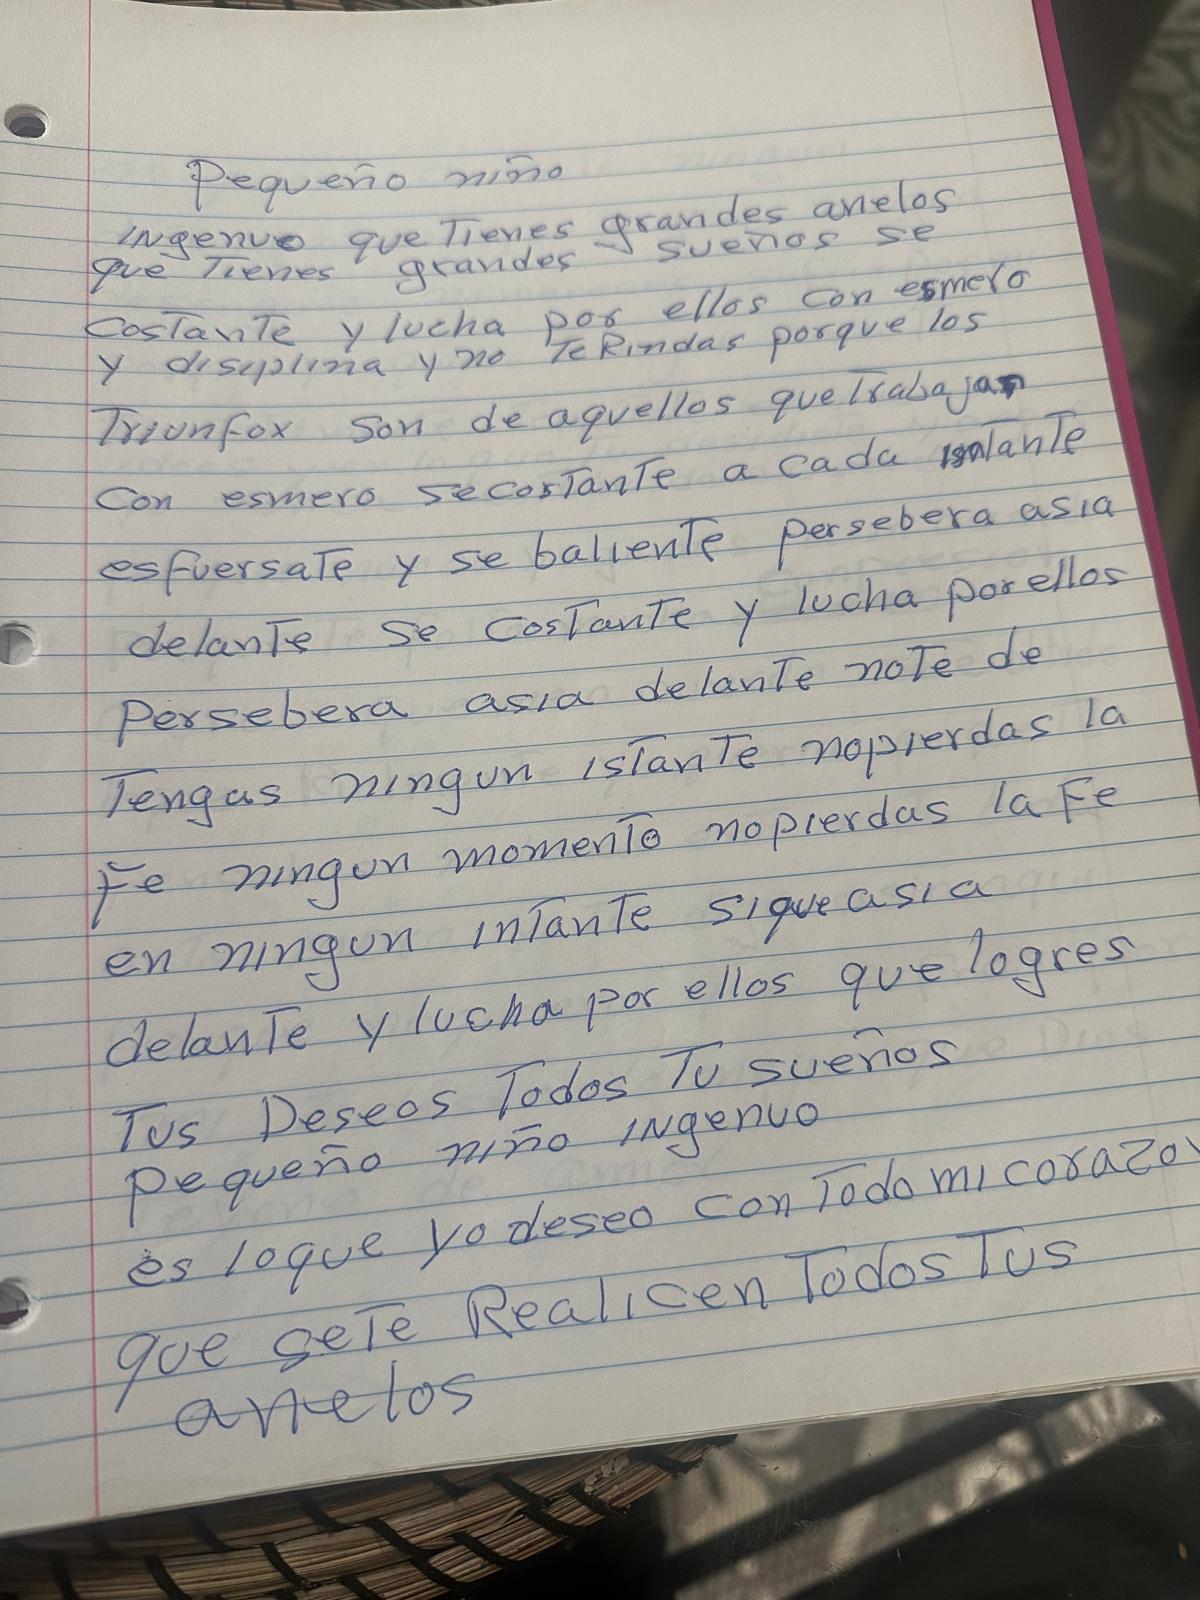 Pequeño niño
INgenuo que Tienes grandes anelos
que Tienes grandes sueños se
CosTanTe y lucha por ellos con esmero
y disiplina y no Te Rindas porque los
Triunfox son de aquellos que Trabajan
Con esmero se cosTanTe a cada
esfuersaTe y se balienTe persebera asia
delanTe se CosTanTe y lucha por ellos
Persebera asia delanTe noTe de
Tengas ningun isTanTe nopierdas la
Fe ningun momenTo nopierdas la Fe
en ningun inTanTe sique asia
delanTe y lucha por ellos que logres
Tus Deseos Todos Tu sueños
pequeño niño INgenuo
es loque yo deseo con Todo mi corazoN
que seTe Realicen Todos Tus
anelos